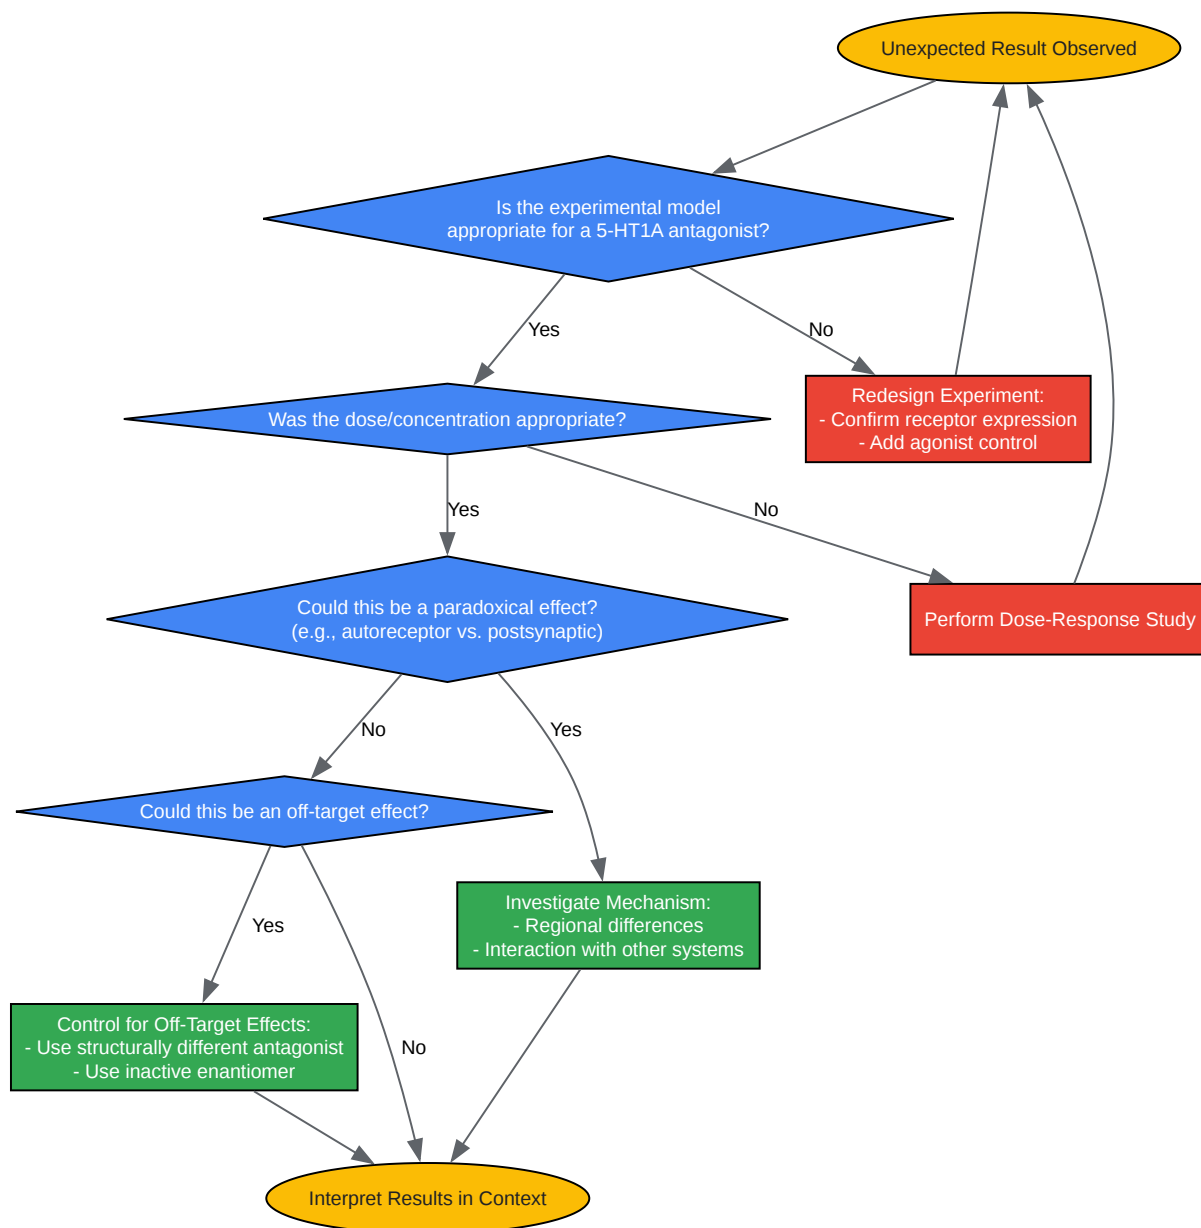 Unexpected Result Observed
Is the experimental model
appropriate for a 5-HT1A antagonist?
Yes
No
Redesign Experiment:
- Confirm receptor expression
- Add agonist control
Was the dose/concentration appropriate?
Yes
No
Perform Dose-Response Study
Could this be a paradoxical effect?
(e.g., autoreceptor vs. postsynaptic)
No
Yes
Could this be an off-target effect?
Investigate Mechanism:
- Regional differences
- Interaction with other systems
Yes
No
Control for Off-Target Effects:
- Use structurally different antagonist
- Use inactive enantiomer
Interpret Results in Context